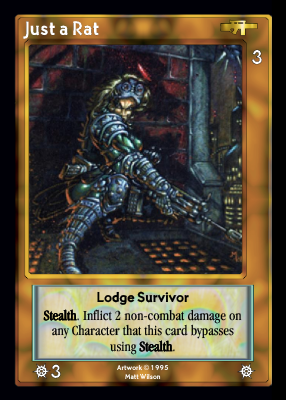 Just a Rat
3
Lodge Survivor
Stealth. Inflict 2 non-combat damage on
any Character that this card bypasses
using Stealth.
3
Artwork © 1995
Matt Wilson